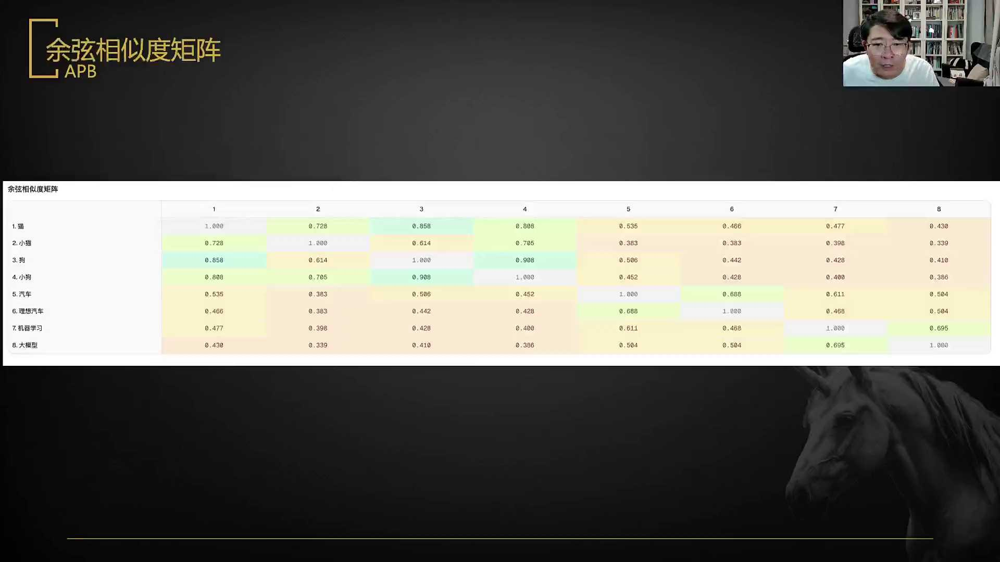 余弦相似度矩阵
APB
余弦相似度矩阵
1 2 3 4 5 6 7 8
1. 猫 1.000 0.728 0.858 0.808 0.535 0.466 0.477 0.430
2. 小猫 0.728 1.000 0.614 0.705 0.383 0.383 0.398 0.339
3. 狗 0.858 0.614 1.000 0.908 0.506 0.442 0.428 0.410
4. 小狗 0.808 0.705 0.908 1.000 0.452 0.428 0.400 0.386
5. 汽车 0.535 0.383 0.506 0.452 1.000 0.688 0.611 0.504
6. 理想汽车 0.466 0.383 0.442 0.428 0.688 1.000 0.468 0.504
7. 机器学习 0.477 0.398 0.428 0.400 0.611 0.468 1.000 0.695
8. 大模型 0.430 0.339 0.410 0.386 0.504 0.504 0.695 1.000